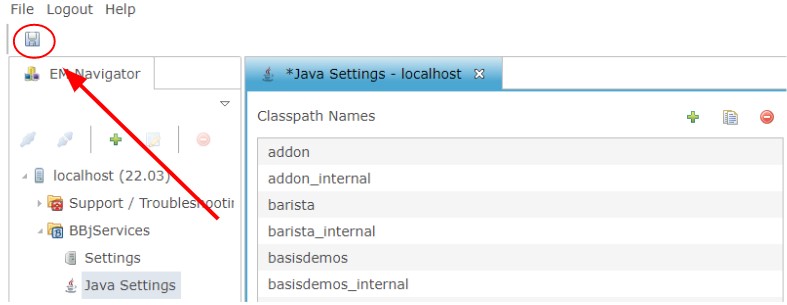 File Logout Help
EM Navigator
*Java Settings - localhost
Classpath Names
addon
localhost (22.03)
addon_internal
Support / Troubleshootin
barista
BBjServices
barista_internal
Settings
basisdemos
Java Settings
basisdemos_internal